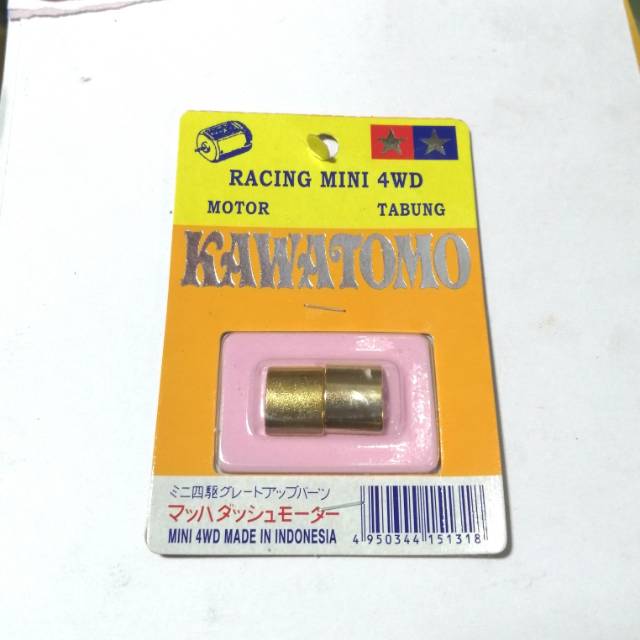 RACING MINI 4WD
MOTOR TABUNG
KAWATOMO
ミニ四駆グレートアップパーツ
マッハダッシュモーター
MINI 4WD MADE IN INDONESIA
4 950344 151318